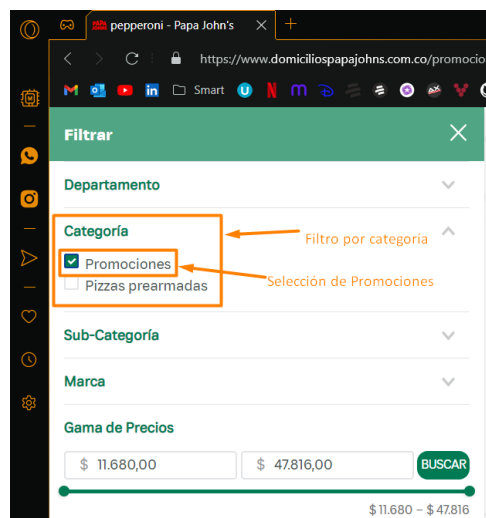 pepperoni - Papa John's
https://www.domiciliospapajohns.com.co/promocio
Smart
Filtrar
Departamento
Categoría
Filtro por categoría
Promociones
Selección de Promociones
Pizzas prearmadas
Sub-Categoría
Marca
Gama de Precios
$ 11.680,00 $ 47.816,00 BUSCAR
$ 11.680 – $ 47.816